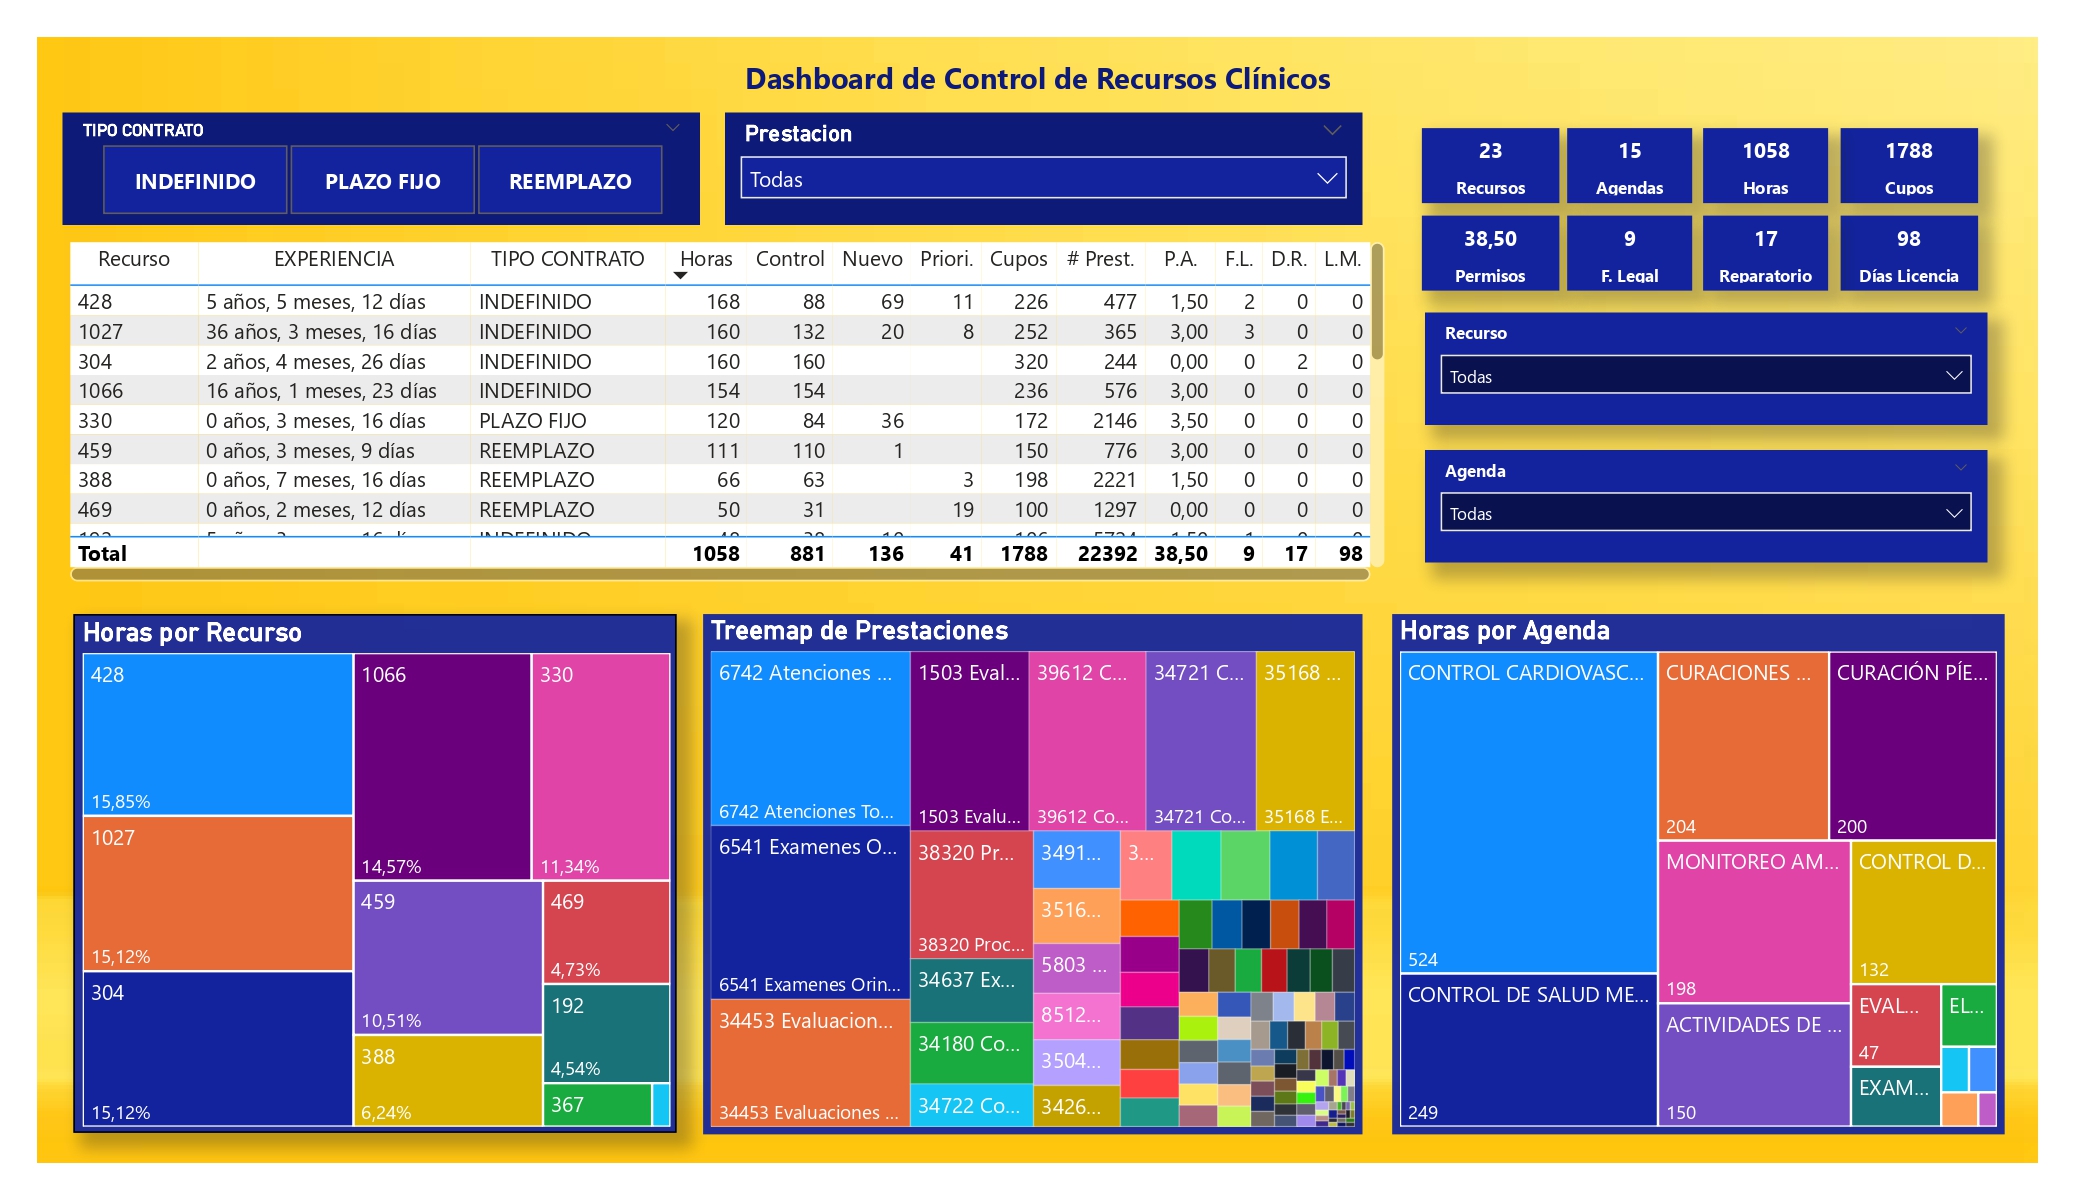 Dashboard de Control de Recursos Clínicos
TIPO CONTRATO
INDEFINIDO PLAZO FIJO REEMPLAZO
Prestacion
Todas
23 15 1058 1788
Recursos Agendas Horas Cupos
38,50 9 17 98
Permisos F. Legal Reparatorio Días Licencia
Recurso EXPERIENCIA TIPO CONTRATO Horas Control Nuevo Priori. Cupos # Prest. P.A. F.L. D.R. L.M.
428 5 años, 5 meses, 12 días INDEFINIDO 168 88 69 11 226 477 1,50 2 0 0
1027 36 años, 3 meses, 16 días INDEFINIDO 160 132 20 8 252 365 3,00 3 0 0
304 2 años, 4 meses, 26 días INDEFINIDO 160 160 320 244 0,00 0 2 0
1066 16 años, 1 meses, 23 días INDEFINIDO 154 154 236 576 3,00 0 0 0
330 0 años, 3 meses, 16 días PLAZO FIJO 120 84 36 172 2146 3,50 0 0 0
459 0 años, 3 meses, 9 días REEMPLAZO 111 110 1 150 776 3,00 0 0 0
388 0 años, 7 meses, 16 días REEMPLAZO 66 63 3 198 2221 1,50 0 0 0
469 0 años, 2 meses, 12 días REEMPLAZO 50 31 19 100 1297 0,00 0 0 0
Total 1058 881 136 41 1788 22392 38,50 9 17 98
Recurso
Todas
Agenda
Todas
Horas por Recurso
428
15,85%
1027
15,12%
304
15,12%
1066
14,57%
330
11,34%
459
10,51%
388
6,24%
469
4,73%
192
4,54%
367
Treemap de Prestaciones
6742 Atenciones ...
6742 Atenciones To...
6541 Examenes O...
6541 Examenes Orin...
34453 Evaluacion...
34453 Evaluaciones ...
1503 Eval...
1503 Evalu...
39612 C...
39612 Co...
34721 C...
34721 Co...
35168 ...
35168 E...
38320 Pr...
38320 Proc...
34637 Ex...
34180 Co...
34722 Co...
3491...
3516...
5803 ...
8512...
3504...
3426...
3...
Horas por Agenda
CONTROL CARDIOVASC...
524
CONTROL DE SALUD ME...
249
CURACIONES ...
204
CURACIÓN PÍE...
200
MONITOREO AM...
198
ACTIVIDADES DE ...
150
CONTROL D...
132
EVAL...
47
EXAM...
EL...